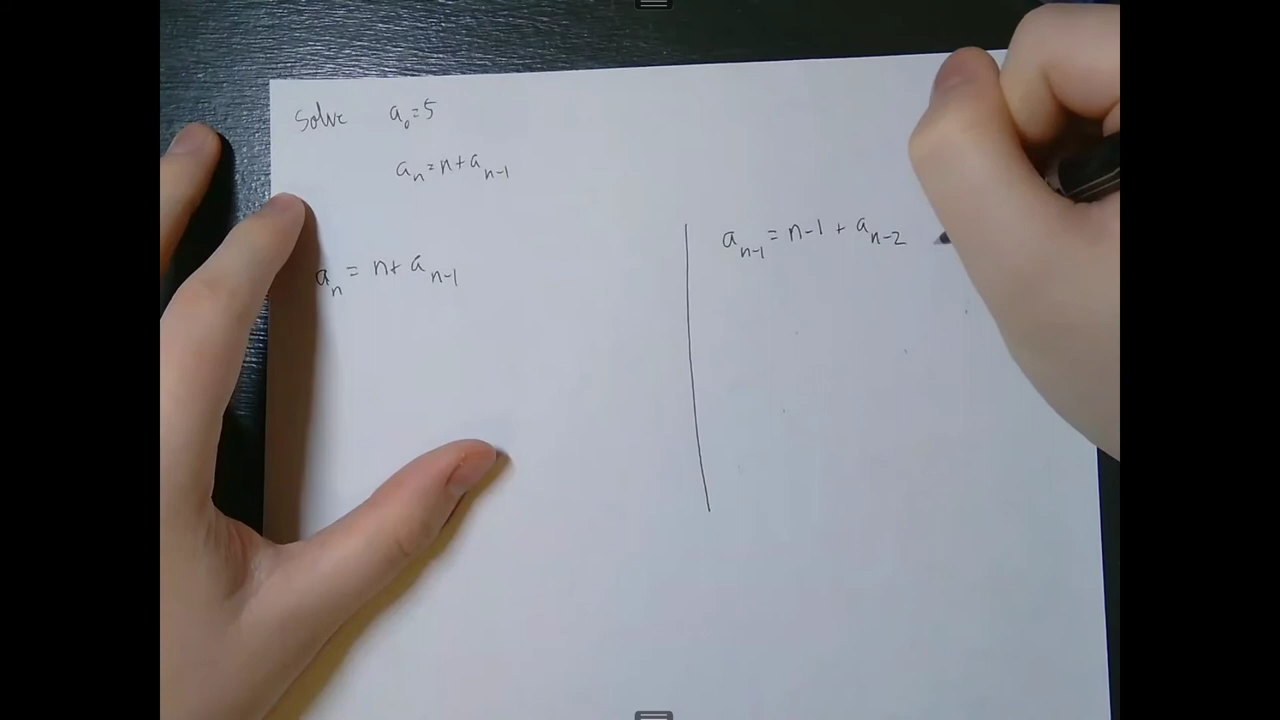 Solve a₀=5
aₙ=n+aₙ₋₁
aₙ = n+ aₙ₋₁
aₙ₋₁ = n-1 + aₙ₋₂